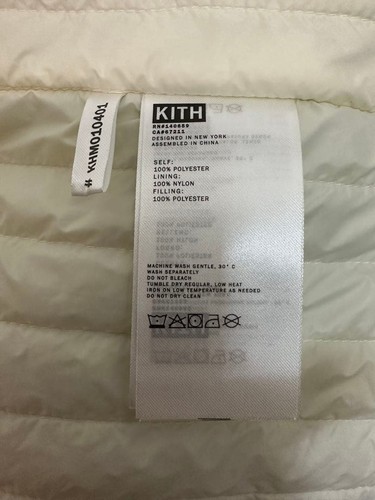 KITH
RN#140659
CA#57211
DESIGNED IN NEW YORK
ASSEMBLED IN CHINA
SELF:
100% POLYESTER
LINING:
100% NYLON
FILLING:
100% POLYESTER
MACHINE WASH GENTLE, 30° C
WASH SEPARATELY
DO NOT BLEACH
TUMBLE DRY REGULAR, LOW HEAT
IRON ON LOW TEMPERATURE AS NEEDED
DO NOT DRY CLEAN
# KHM010401